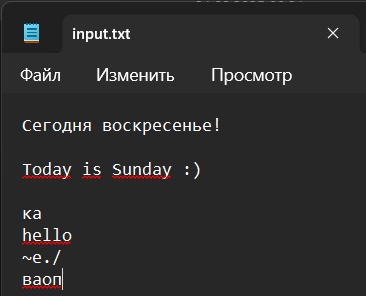 input.txt
Файл Изменить Просмотр
Сегодня воскресенье!
Today is Sunday :)
ка
hello
~е./
ваоп